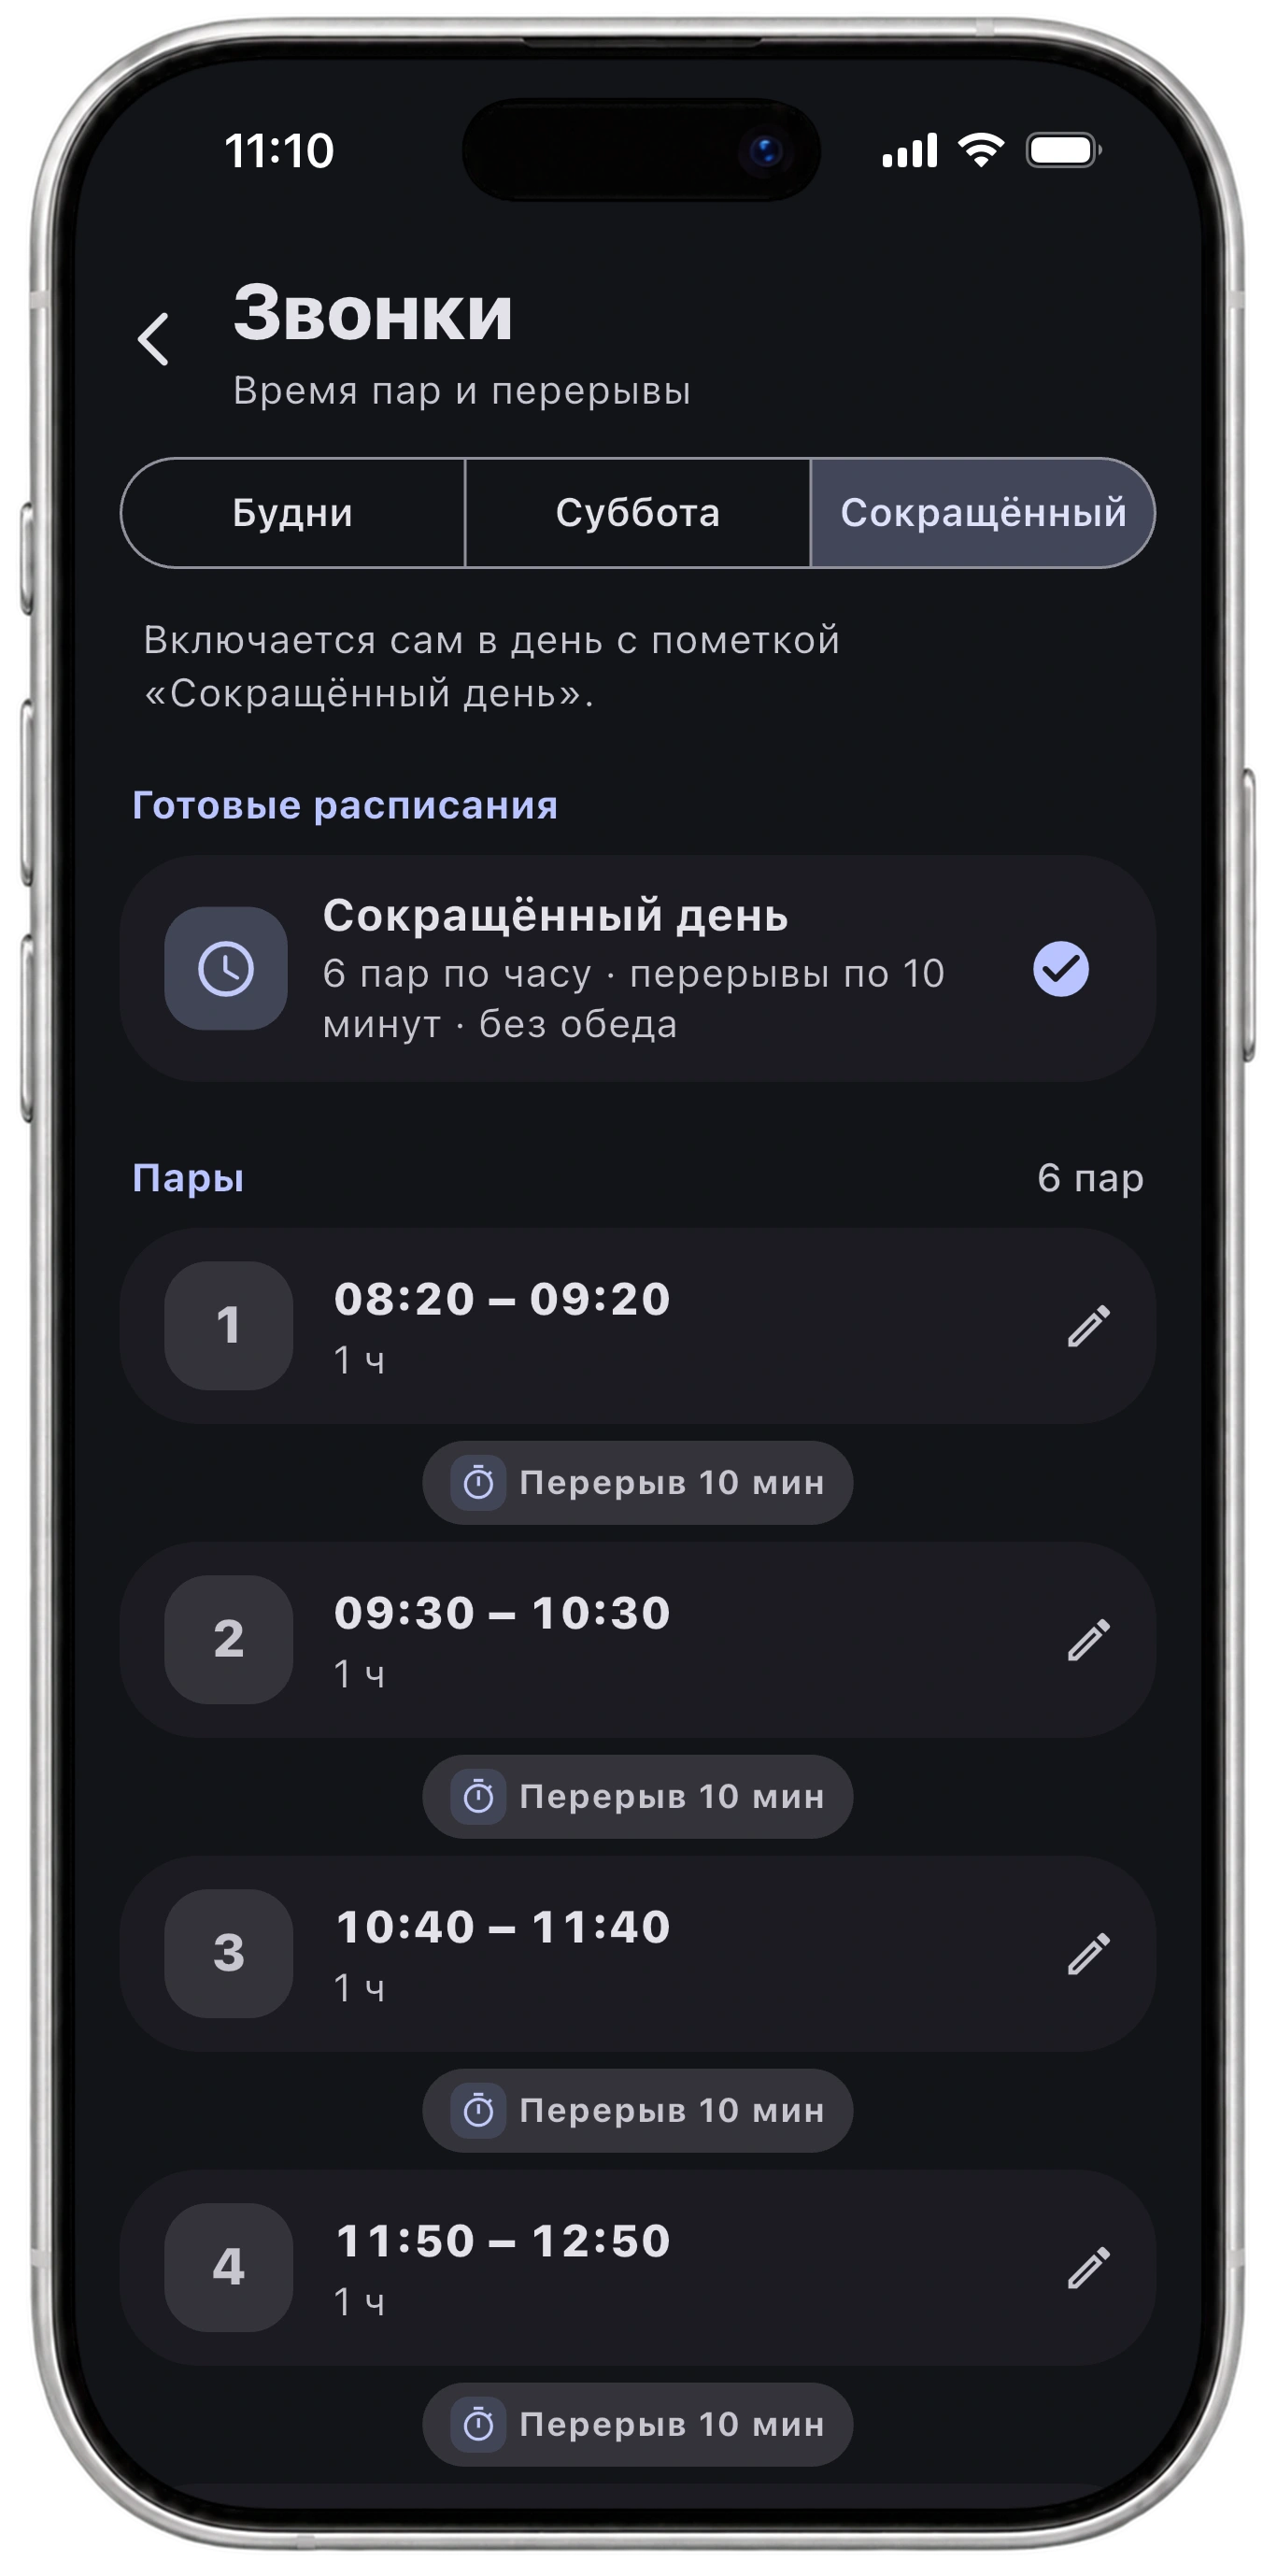 11:10
Звонки
Время пар и перерывы
Будни
Суббота
Сокращённый
Включается сам в день с пометкой
«Сокращённый день».
Готовые расписания
Сокращённый день
6 пар по часу · перерывы по 10
минут · без обеда
Пары
6 пар
1
08:20 – 09:20
1 ч
Перерыв 10 мин
2
09:30 – 10:30
1 ч
Перерыв 10 мин
3
10:40 – 11:40
1 ч
Перерыв 10 мин
4
11:50 – 12:50
1 ч
Перерыв 10 мин